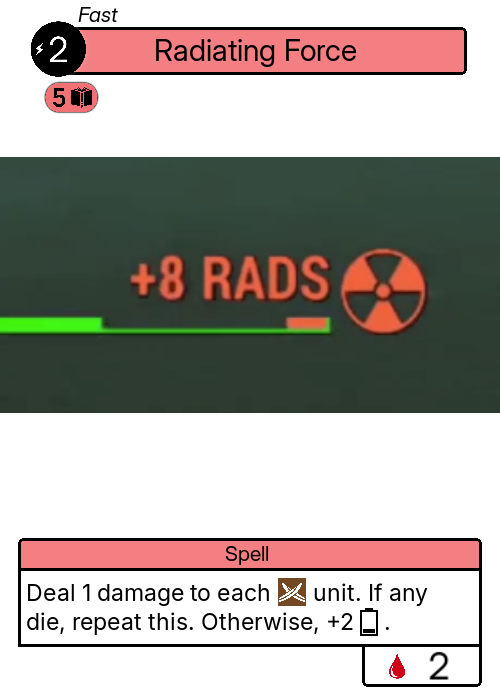 Fast
2
Radiating Force
5
+8 RADS
Spell
Deal 1 damage to each unit. If any
die, repeat this. Otherwise, +2 .
2